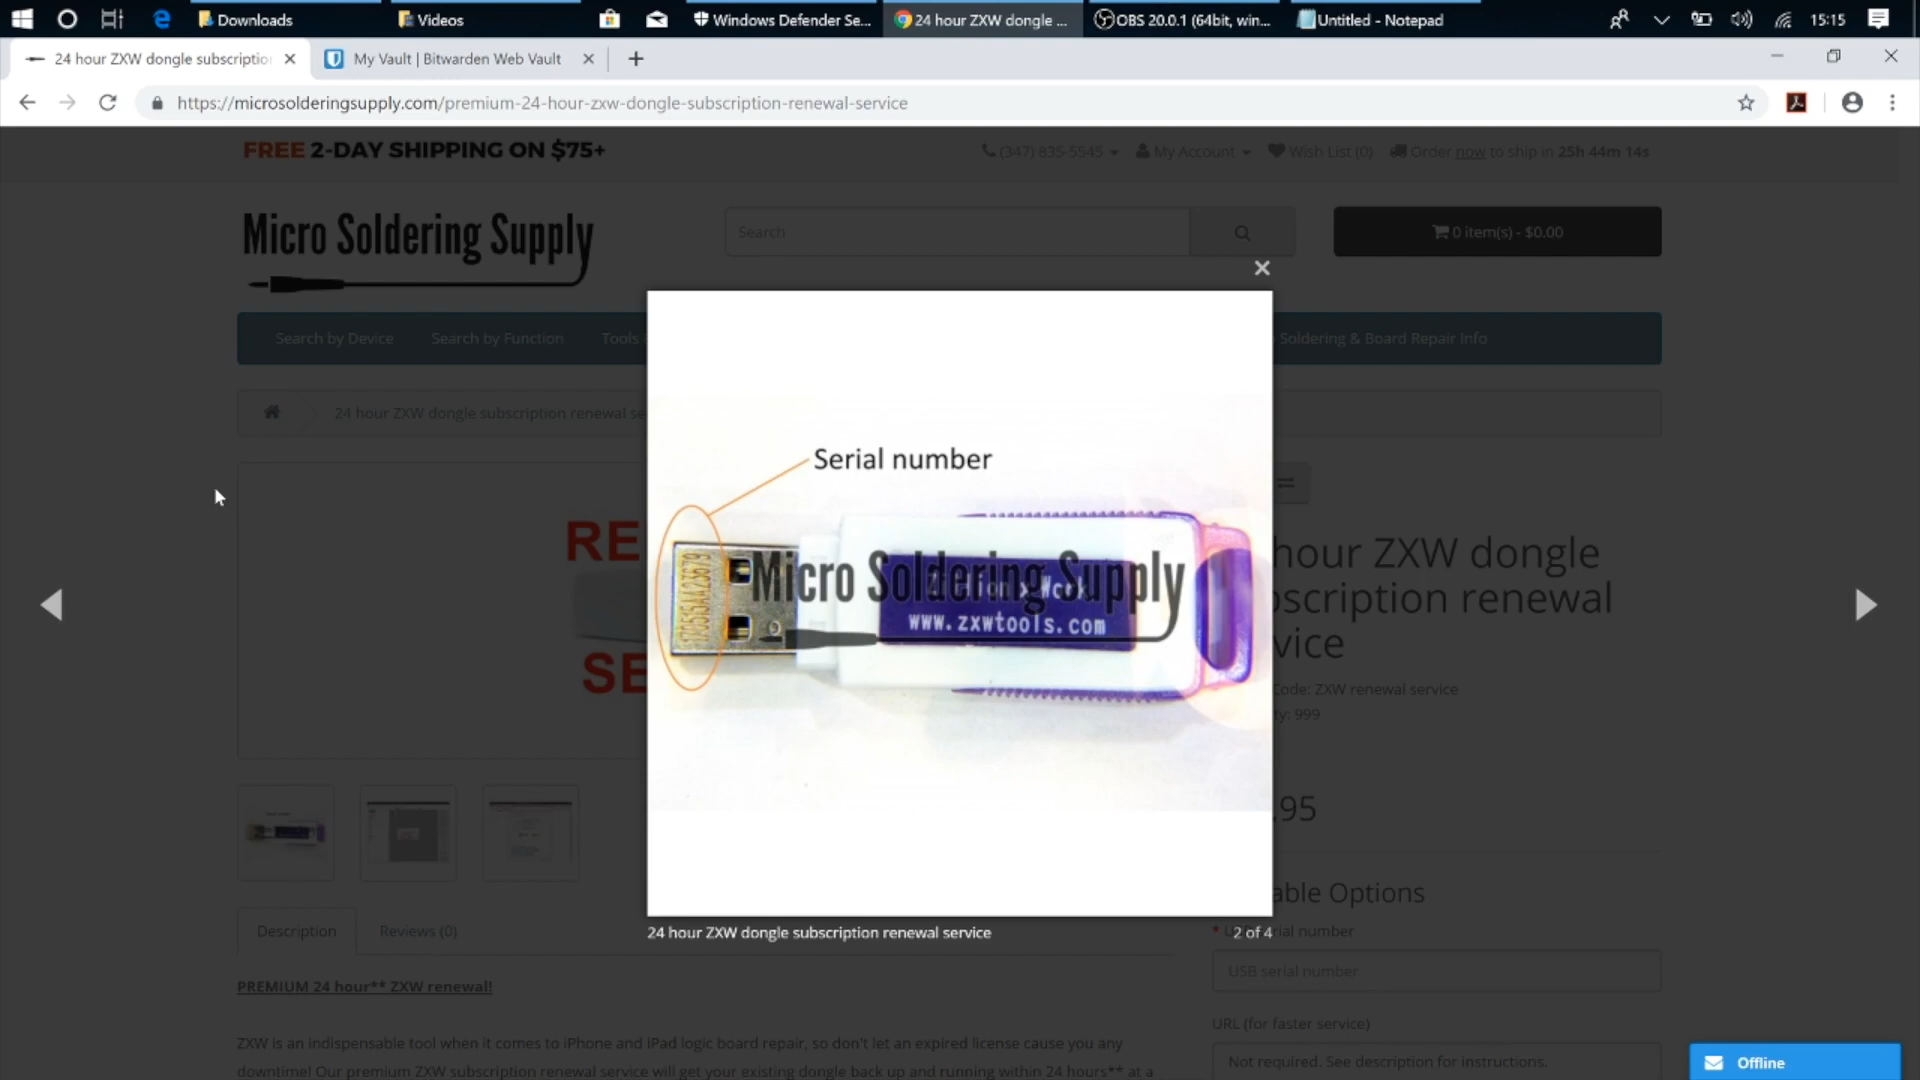 Downloads
Videos
Windows Defender Se...
24 hour ZXW dongle ...
OBS 20.0.1 (64bit, win...
Untitled - Notepad
15:15
24 hour ZXW dongle subscriptio
My Vault | Bitwarden Web Vault
https://microsolderingsupply.com/premium-24-hour-zxw-dongle-subscription-renewal-service
FREE 2-DAY SHIPPING ON $75+
(347) 835-5545
My Account
Wish List (0)
Order now to ship in 25h 44m 14s
Micro Soldering Supply
Search
0 item(s) - $0.00
Search by Device
Search by Function
Tools
Soldering & Board Repair Info
24 hour ZXW dongle subscription renewal se
Serial number
Micro Soldering Supply
www.zxwtools.com
RE
SE
hour ZXW dongle
bscription renewal
vice
Code: ZXW renewal service
ty: 999
.95
able Options
24 hour ZXW dongle subscription renewal service
2 of 4
Description
Reviews (0)
* U rial number
USB serial number
PREMIUM 24 hour** ZXW renewal!
URL (for faster service)
ZXW is an indispensable tool when it comes to iPhone and iPad logic board repair, so don't let an expired license cause you any
Not required. See description for instructions.
downtime! Our premium ZXW subscription renewal service will get your existing dongle back up and running within 24 hours** at a
Offline